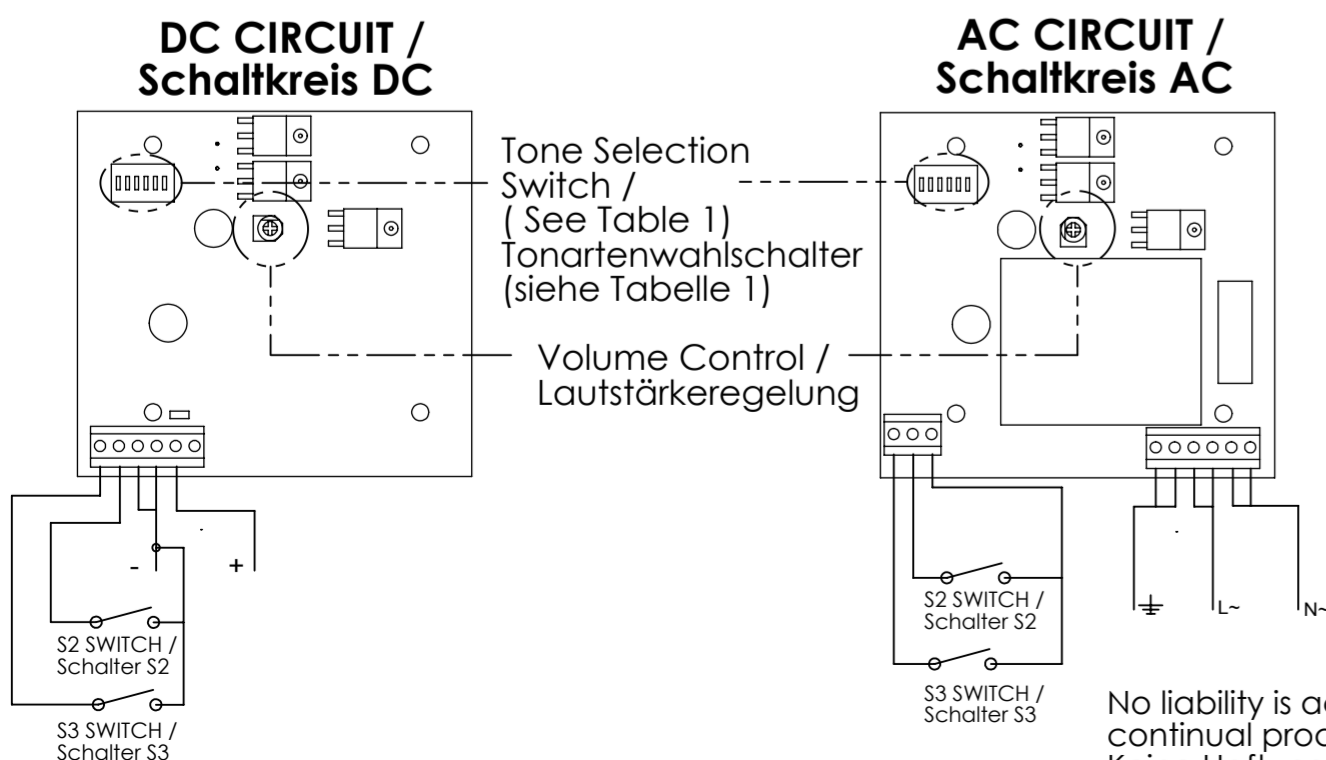 DC CIRCUIT /
Schaltkreis DC
AC CIRCUIT /
Schaltkreis AC
Tone Selection
Switch /
( See Table 1)
Tonartenwahlschalter
(siehe Tabelle 1)
Volume Control /
Lautstärkeregelung
-
+
S2 SWITCH /
Schalter S2
S3 SWITCH /
Schalter S3
S2 SWITCH /
Schalter S2
S3 SWITCH /
Schalter S3
L~
N~
No liability is
continual